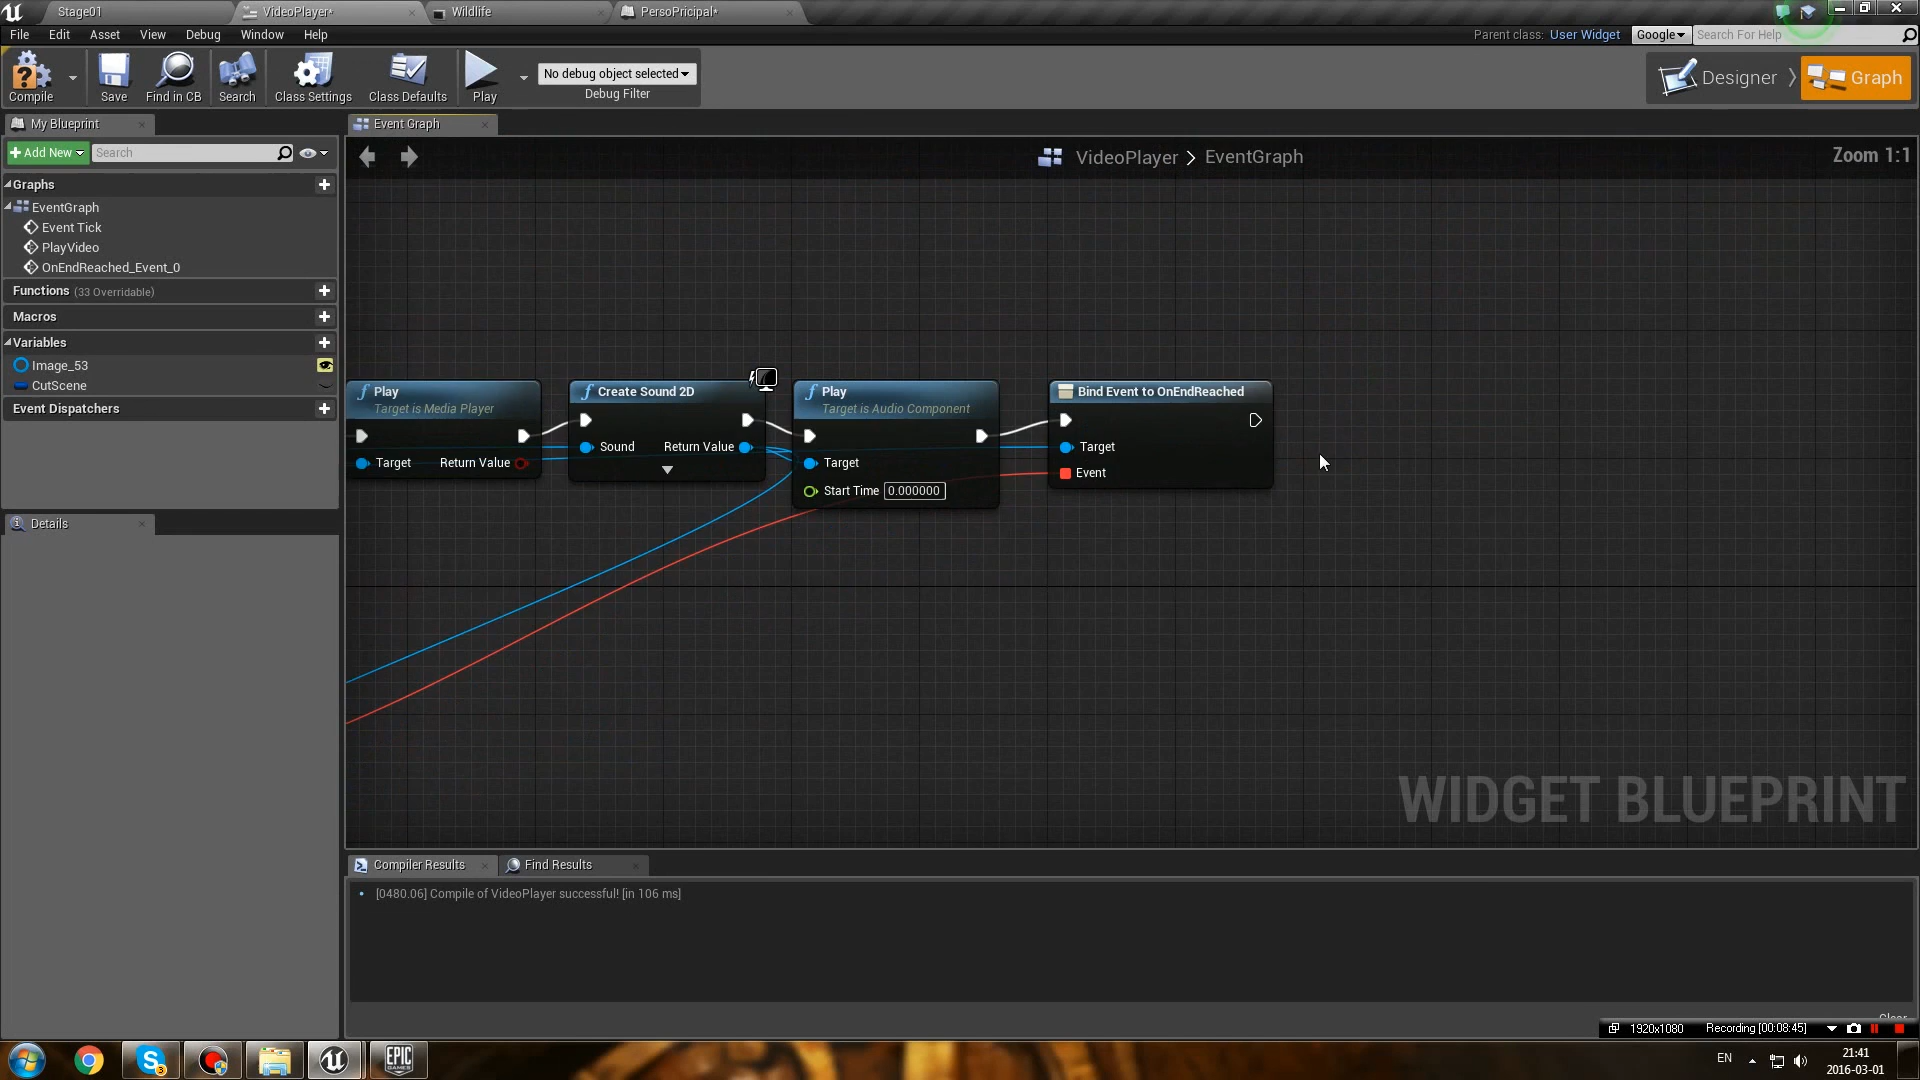 Stage01
VideoPlayer*
Wildlife
PersoPricipal*
File Edit Asset View Debug Window Help
Parent class: User Widget
Google
Search For Help
Compile
Save
Find in CB
Search
Class Settings
Class Defaults
Play
No debug object selected
Debug Filter
Designer
Graph
My Blueprint
Event Graph
Add New
Search
VideoPlayer > EventGraph
Zoom 1:1
Graphs
EventGraph
Event Tick
PlayVideo
OnEndReached_Event_0
Functions (33 Overridable)
Macros
Variables
Image_53
CutScene
Event Dispatchers
Details
Play
Target is Media Player
Target
Return Value
Create Sound 2D
Sound
Return Value
Play
Target is Audio Component
Target
Start Time 0.000000
Bind Event to OnEndReached
Target
Event
WIDGET BLUEPRINT
Compiler Results
Find Results
[0480.06] Compile of VideoPlayer successful! [in 106 ms]
Clear
1920x1080
Recording [00:08:45]
3
EPIC
GAMES
EN
21:41
2016-03-01